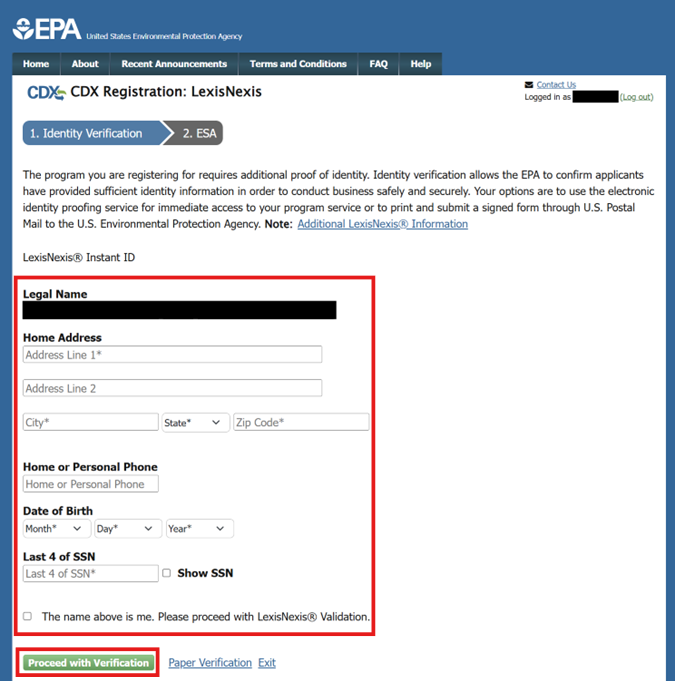 EPA United States Environmental Protection Agency
Home About Recent Announcements Terms and Conditions FAQ Help
CDX CDX Registration: LexisNexis
Contact Us
Logged in as (Log out)
1. Identity Verification 2. ESA
The program you are registering for requires additional proof of identity. Identity verification allows the EPA to confirm applicants
have provided sufficient identity information in order to conduct business safely and securely. Your options are to use the electronic
identity proofing service for immediate access to your program service or to print and submit a signed form through U.S. Postal
Mail to the U.S. Environmental Protection Agency. Note: Additional LexisNexis® Information
LexisNexis® Instant ID
Legal Name
Home Address
Address Line 1*
Address Line 2
City* State* Zip Code*
Home or Personal Phone
Home or Personal Phone
Date of Birth
Month* Day* Year*
Last 4 of SSN
Last 4 of SSN* Show SSN
The name above is me. Please proceed with LexisNexis® Validation.
Proceed with Verification Paper Verification Exit